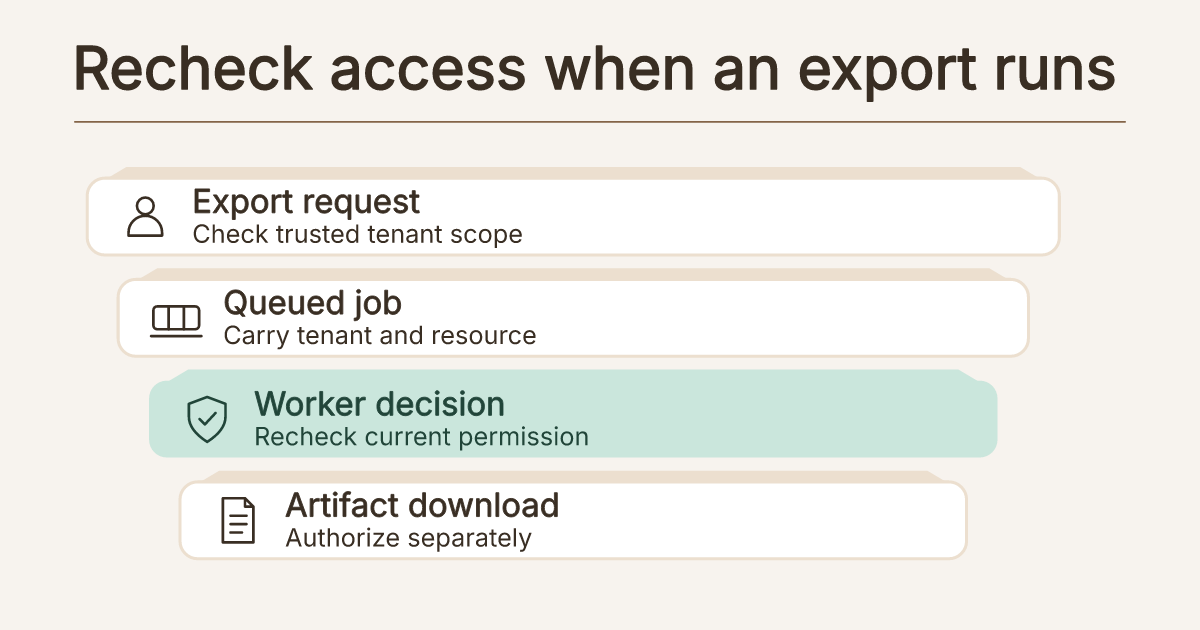 Recheck access when an export runs
Export request
Check trusted tenant scope
Queued job
Carry tenant and resource
Worker decision
Recheck current permission
Artifact download
Authorize separately